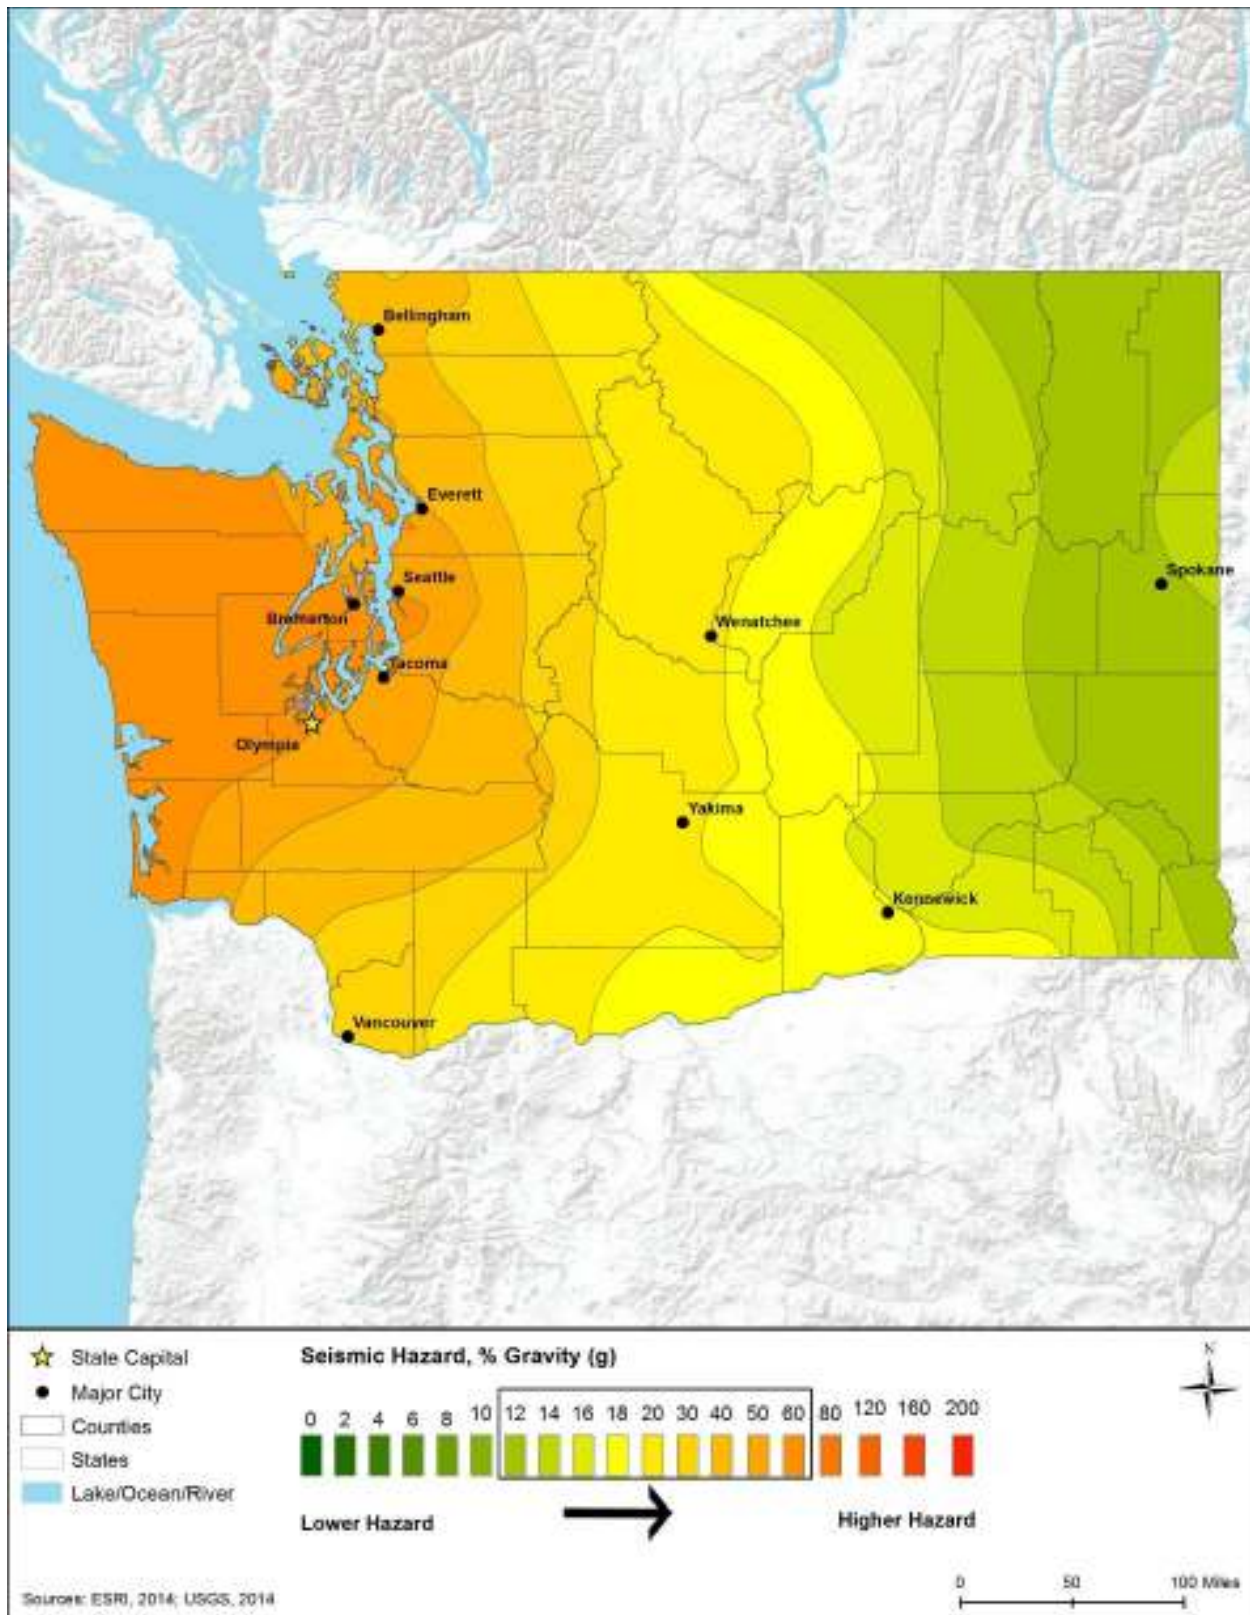 Bellingham
Everett
Seattle
Spokane
Bremerton
Wenatchee
Tacoma
Olympia
Yakima
Kennewick
Vancouver
State Capital
Major City
Counties
States
Lake/Ocean/River
Sources: ESRI, 2014; USGS, 2014
Seismic Hazard, % Gravity (g)
0 2 4 6 8 10 12 14 16 18 20 30 40 50 60 80 120 160 200
Lower Hazard
Higher Hazard
N
0 50 100 Miles